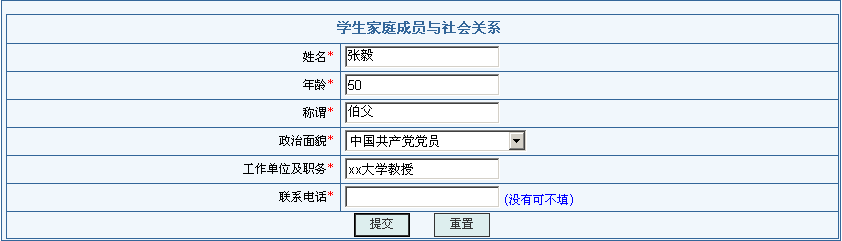 学生家庭成员与社会关系
姓名* 张毅
年龄* 50
称谓* 伯父
政治面貌* 中国共产党党员
工作单位及职务* xx大学教授
联系电话* (没有可不填)
提交 重置